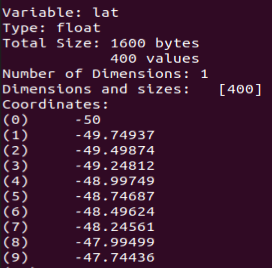 Variable: lat
Type: float
Total Size: 1600 bytes
            400 values
Number of Dimensions: 1
Dimensions and sizes:   [400]
Coordinates:
(0)     -50
(1)     -49.74937
(2)     -49.49874
(3)     -49.24812
(4)     -48.99749
(5)     -48.74687
(6)     -48.49624
(7)     -48.24561
(8)     -47.99499
(9)     -47.74436